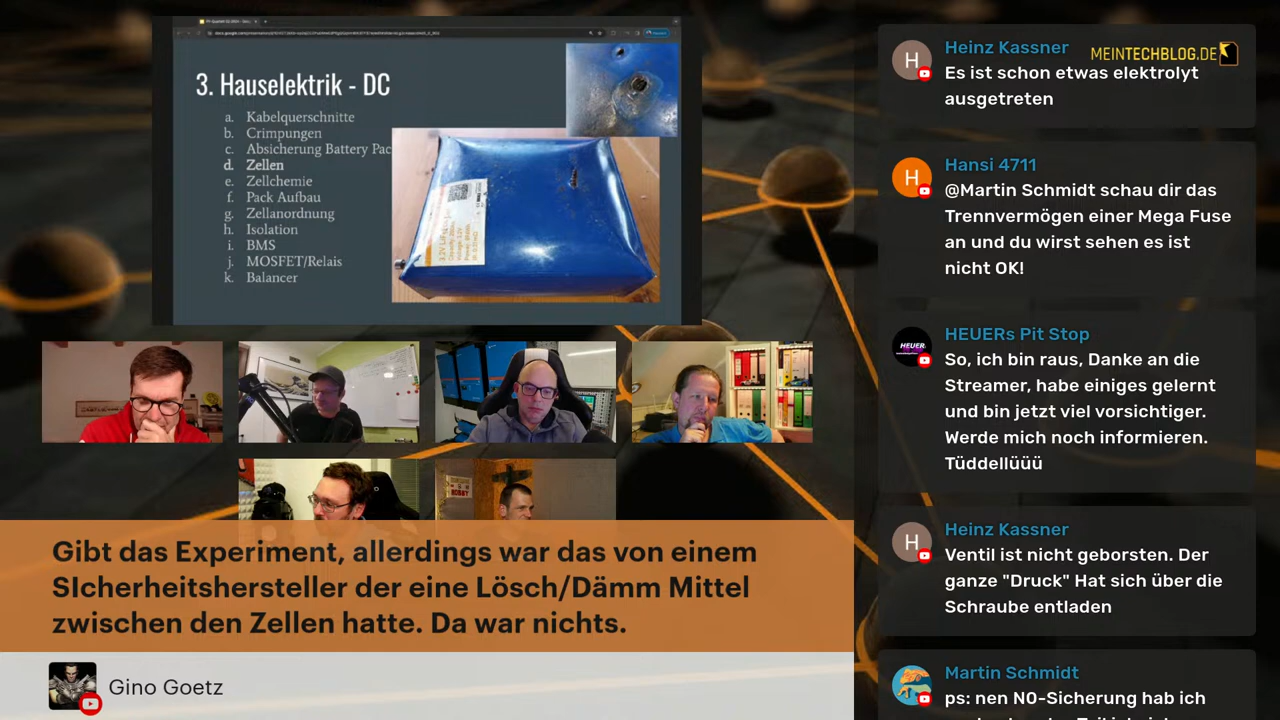 3. Hauselektrik - DC
a. Kabelquerschnitte
b. Crimpungen
c. Absicherung Battery Pac
d. Zellen
e. Zellchemie
f. Pack Aufbau
g. Zellanordnung
h. Isolation
i. BMS
j. MOSFET/Relais
k. Balancer
HOBBY
Gibt das Experiment, allerdings war das von einem
SIcherheitshersteller der eine Lösch/Dämm Mittel
zwischen den Zellen hatte. Da war nichts.
Gino Goetz
MEINTECHBLOG.DE
H
Heinz Kassner
Es ist schon etwas elektrolyt
ausgetreten
H
Hansi 4711
@Martin Schmidt schau dir das
Trennvermögen einer Mega Fuse
an und du wirst sehen es ist
nicht OK!
HEUER
HEUERs Pit Stop
So, ich bin raus, Danke an die
Streamer, habe einiges gelernt
und bin jetzt viel vorsichtiger.
Werde mich noch informieren.
Tüddellüüü
H
Heinz Kassner
Ventil ist nicht geborsten. Der
ganze "Druck" Hat sich über die
Schraube entladen
Martin Schmidt
ps: nen N0-Sicherung hab ich